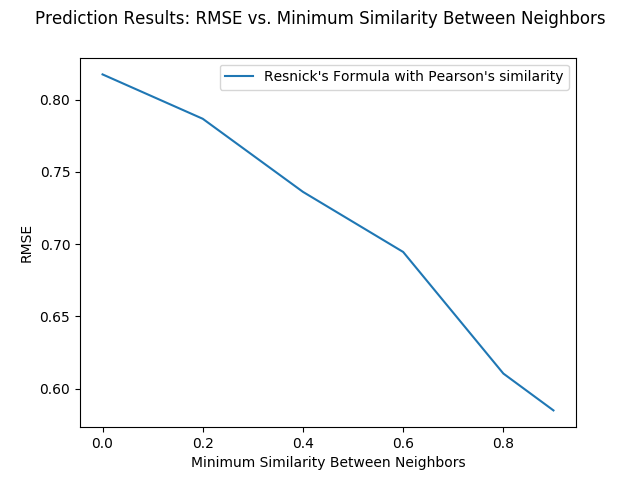 Prediction Results: RMSE vs. Minimum Similarity Between Neighbors
Resnick's Formula with Pearson's similarity
0.80
0.75
0.70
0.65
0.60
RMSE
0.0 0.2 0.4 0.6 0.8
Minimum Similarity Between Neighbors